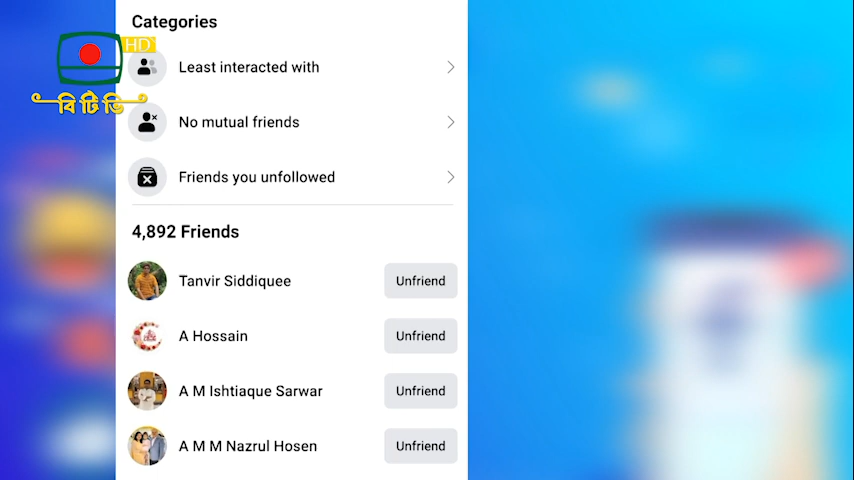 Categories
HD
বিটিভি
Least interacted with
No mutual friends
Friends you unfollowed
4,892 Friends
Tanvir Siddiquee
Unfriend
A Hossain
Unfriend
A M Ishtiaque Sarwar
Unfriend
A M M Nazrul Hosen
Unfriend